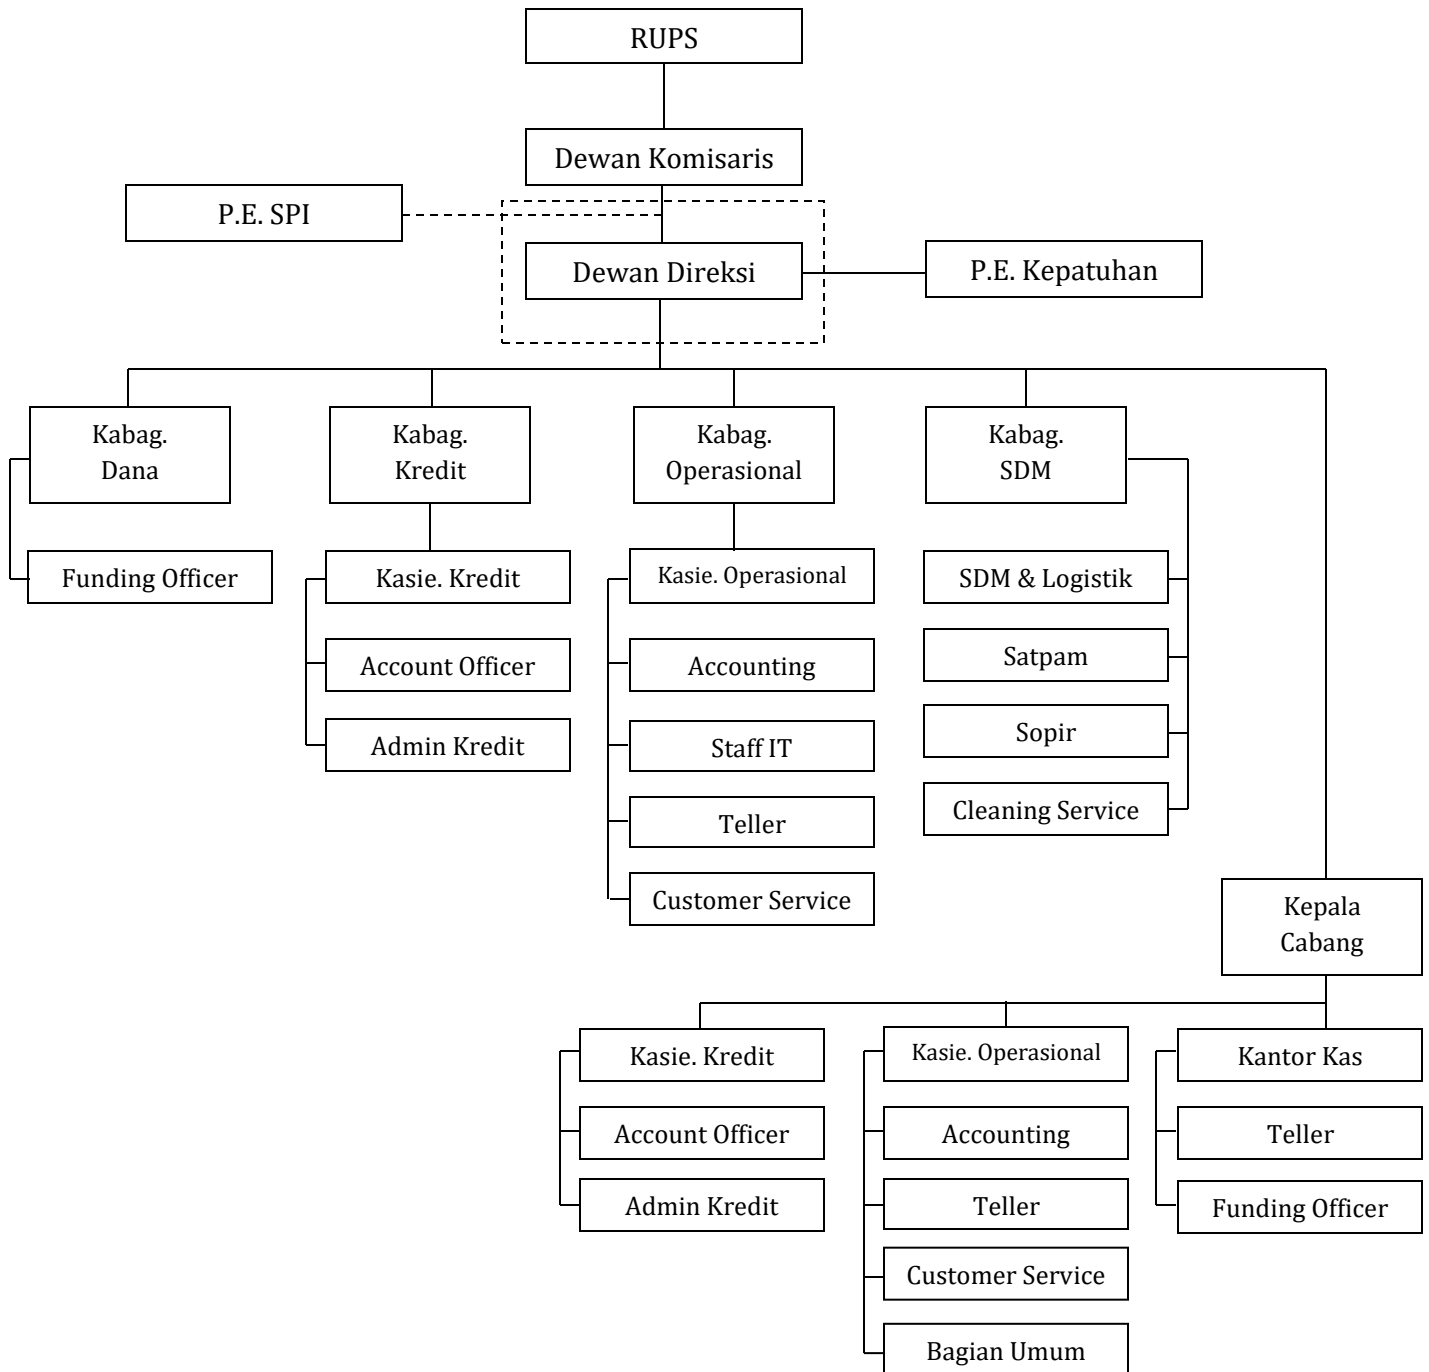 RUPS
Dewan Komisaris
P.E. SPI
Dewan Direksi
P.E. Kepatuhan
Kabag.
Dana
Kabag.
Kredit
Kabag.
Operasional
Kabag.
SDM
Funding Officer
Kasie. Kredit
Kasie. Operasional
SDM & Logistik
Account Officer
Accounting
Satpam
Admin Kredit
Staff IT
Sopir
Teller
Cleaning Service
Customer Service
Kepala
Cabang
Kasie. Kredit
Kasie. Operasional
Kantor Kas
Account Officer
Accounting
Teller
Admin Kredit
Teller
Funding Officer
Customer Service
Bagian Umum